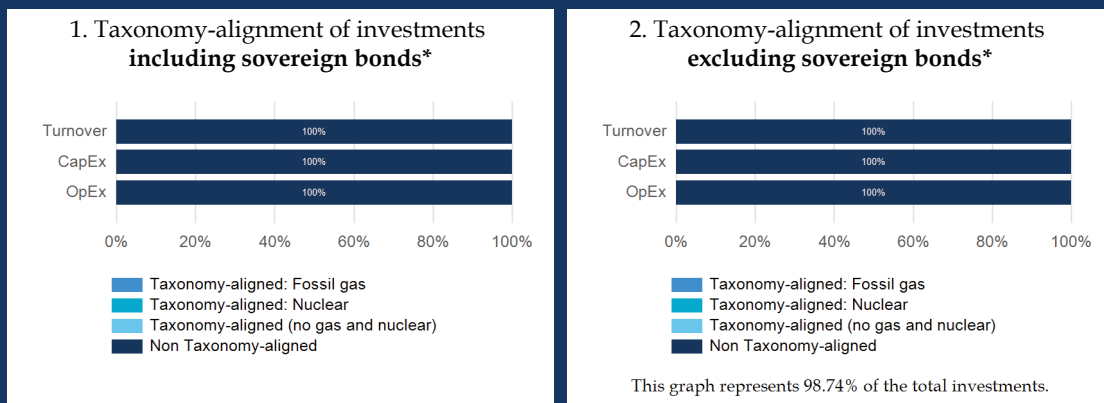 1. Taxonomy-alignment of investments
including sovereign bonds*
Turnover 100%
CapEx 100%
OpEx 100%
0% 20% 40% 60% 80% 100%
Taxonomy-aligned: Fossil gas
Taxonomy-aligned: Nuclear
Taxonomy-aligned (no gas and nuclear)
Non Taxonomy-aligned
2. Taxonomy-alignment of investments
excluding sovereign bonds*
Turnover 100%
CapEx 100%
OpEx 100%
0% 20% 40% 60% 80% 100%
Taxonomy-aligned: Fossil gas
Taxonomy-aligned: Nuclear
Taxonomy-aligned (no gas and nuclear)
Non Taxonomy-aligned
This graph represents 98.74% of the total investments.